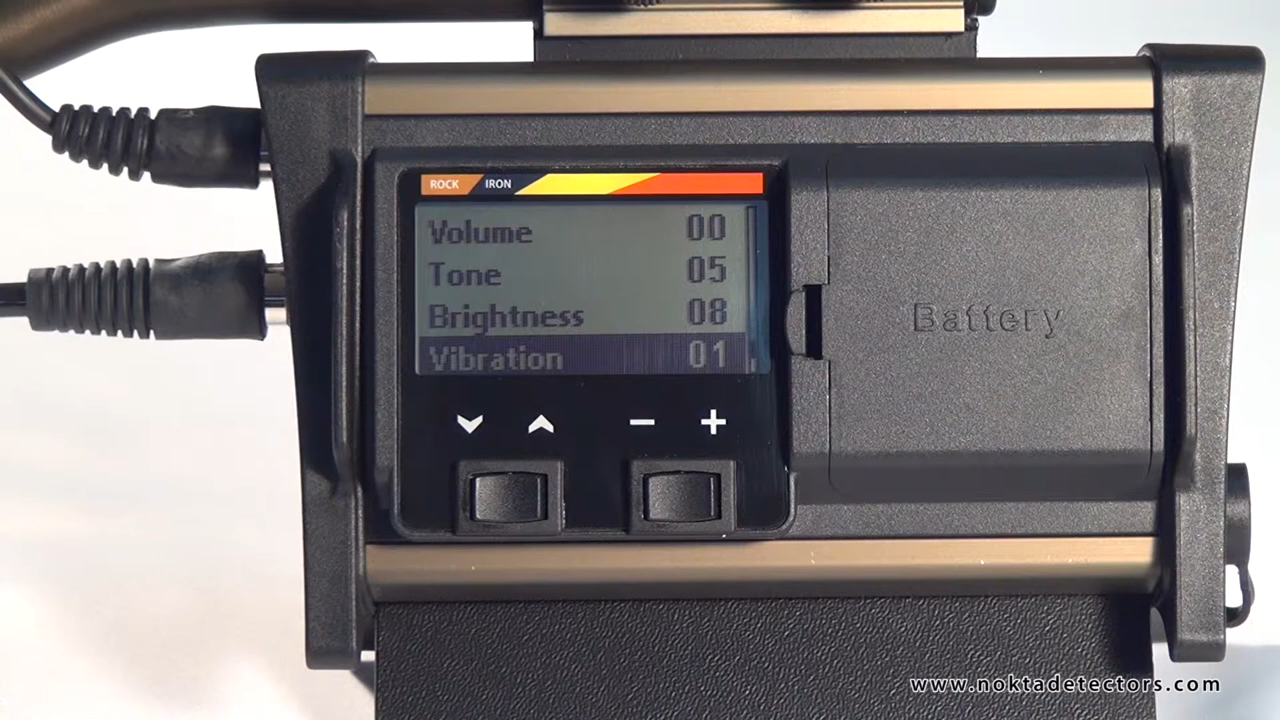 ROCK IRON
Volume 00
Tone 05
Brightness 08
Vibration 01
Battery
www.noktadetectors.com